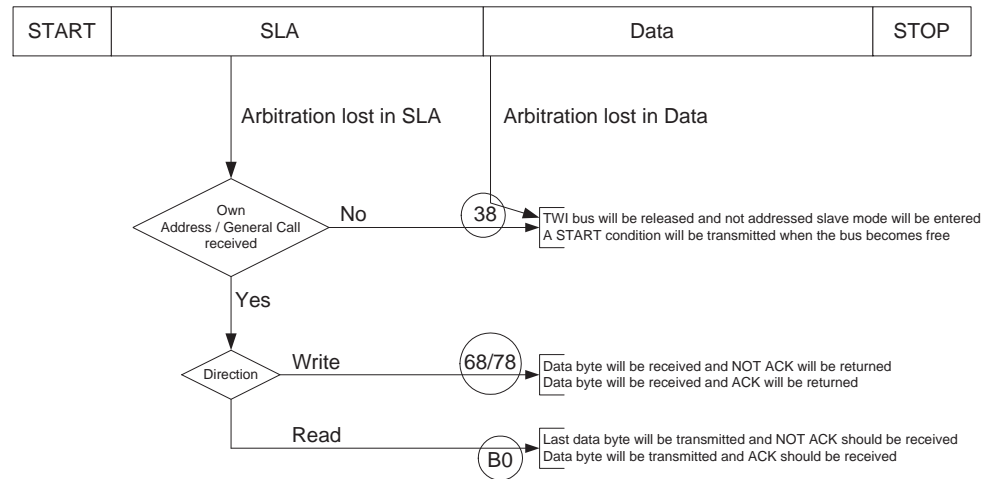 START SLA Data STOP
Arbitration lost in SLA Arbitration lost in Data
Own
Address / General Call
received
No
38
TWI bus will be released and not addressed slave mode will be entered
A START condition will be transmitted when the bus becomes free
Yes
Direction
Write
68/78
Data byte will be received and NOT ACK will be returned
Data byte will be received and ACK will be returned
Read
B0
Last data byte will be transmitted and NOT ACK should be received
Data byte will be transmitted and ACK should be received